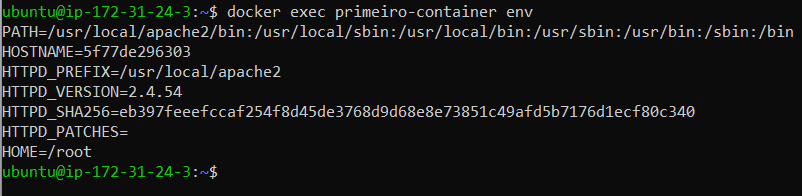 ubuntu@ip-172-31-24-3:~$ docker exec primeiro-container env
PATH=/usr/local/apache2/bin:/usr/local/sbin:/usr/local/bin:/usr/sbin:/usr/bin:/sbin:/bin
HOSTNAME=5f77de296303
HTTPD_PREFIX=/usr/local/apache2
HTTPD_VERSION=2.4.54
HTTPD_SHA256=eb397feeefccaf254f8d45de3768d9d68e8e73851c49afd5b7176d1ecf80c340
HTTPD_PATCHES=
HOME=/root
ubuntu@ip-172-31-24-3:~$